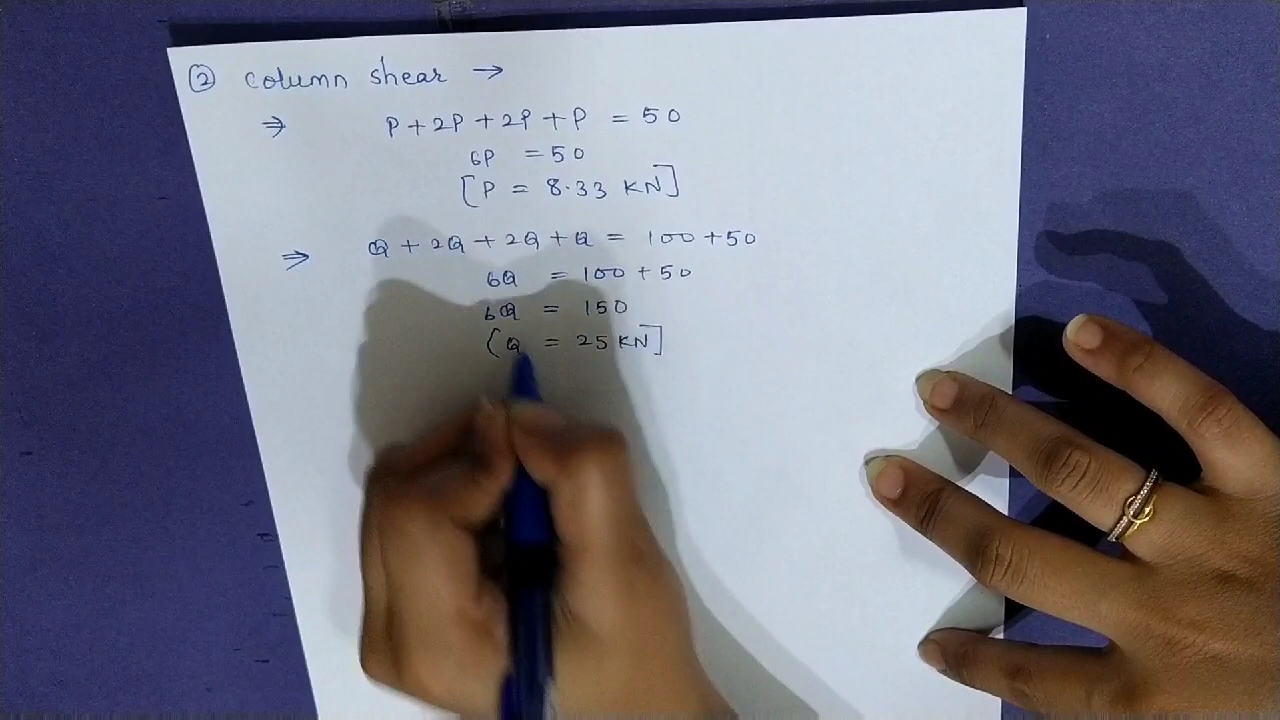 ② column shear →
⇒ P + 2P + 2P + P = 50
6P = 50
[P = 8.33 KN]
⇒ Q + 2Q + 2Q + Q = 100 + 50
6Q = 100 + 50
6Q = 150
(Q = 25 KN]